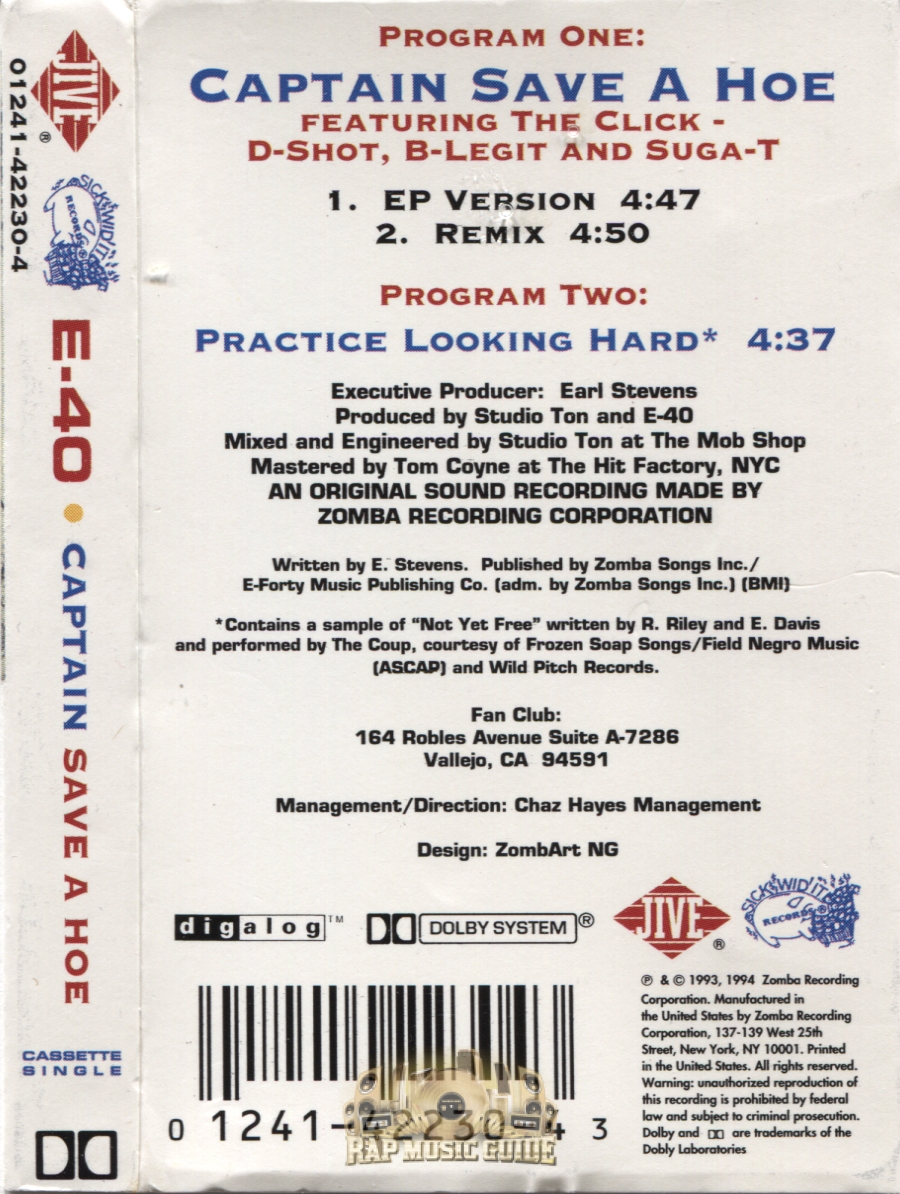 JIVE
®
01241-42230-4
SICK WID' IT
RECORDS
®
E-40 • CAPTAIN SAVE A HOE
CASSETTE
SINGLE
PROGRAM ONE:
CAPTAIN SAVE A HOE
FEATURING THE CLICK -
D-SHOT, B-LEGIT AND SUGA-T
1. EP VERSION 4:47
2. REMIX 4:50
PROGRAM TWO:
PRACTICE LOOKING HARD* 4:37
Executive Producer: Earl Stevens
Produced by Studio Ton and E-40
Mixed and Engineered by Studio Ton at The Mob Shop
Mastered by Tom Coyne at The Hit Factory, NYC
AN ORIGINAL SOUND RECORDING MADE BY
ZOMBA RECORDING CORPORATION
Written by E. Stevens. Published by Zomba Songs Inc./
E-Forty Music Publishing Co. (adm. by Zomba Songs Inc.) (BMI)
*Contains a sample of “Not Yet Free” written by R. Riley and E. Davis
and performed by The Coup, courtesy of Frozen Soap Songs/Field Negro Music
(ASCAP) and Wild Pitch Records.
Fan Club:
164 Robles Avenue Suite A-7286
Vallejo, CA 94591
Management/Direction: Chaz Hayes Management
Design: ZombArt NG
digalog™
DOLBY SYSTEM®
JIVE
®
SICK WID' IT
RECORDS
®
℗ & © 1993, 1994 Zomba Recording
Corporation. Manufactured in
the United States by Zomba Recording
Corporation, 137-139 West 25th
Street, New York, NY 10001. Printed
in the United States. All rights reserved.
Warning: unauthorized reproduction of
this recording is prohibited by federal
law and subject to criminal prosecution.
Dolby and are trademarks of the
Dobly Laboratories
0 1241-42230-4 3
RAP MUSIC GUIDE